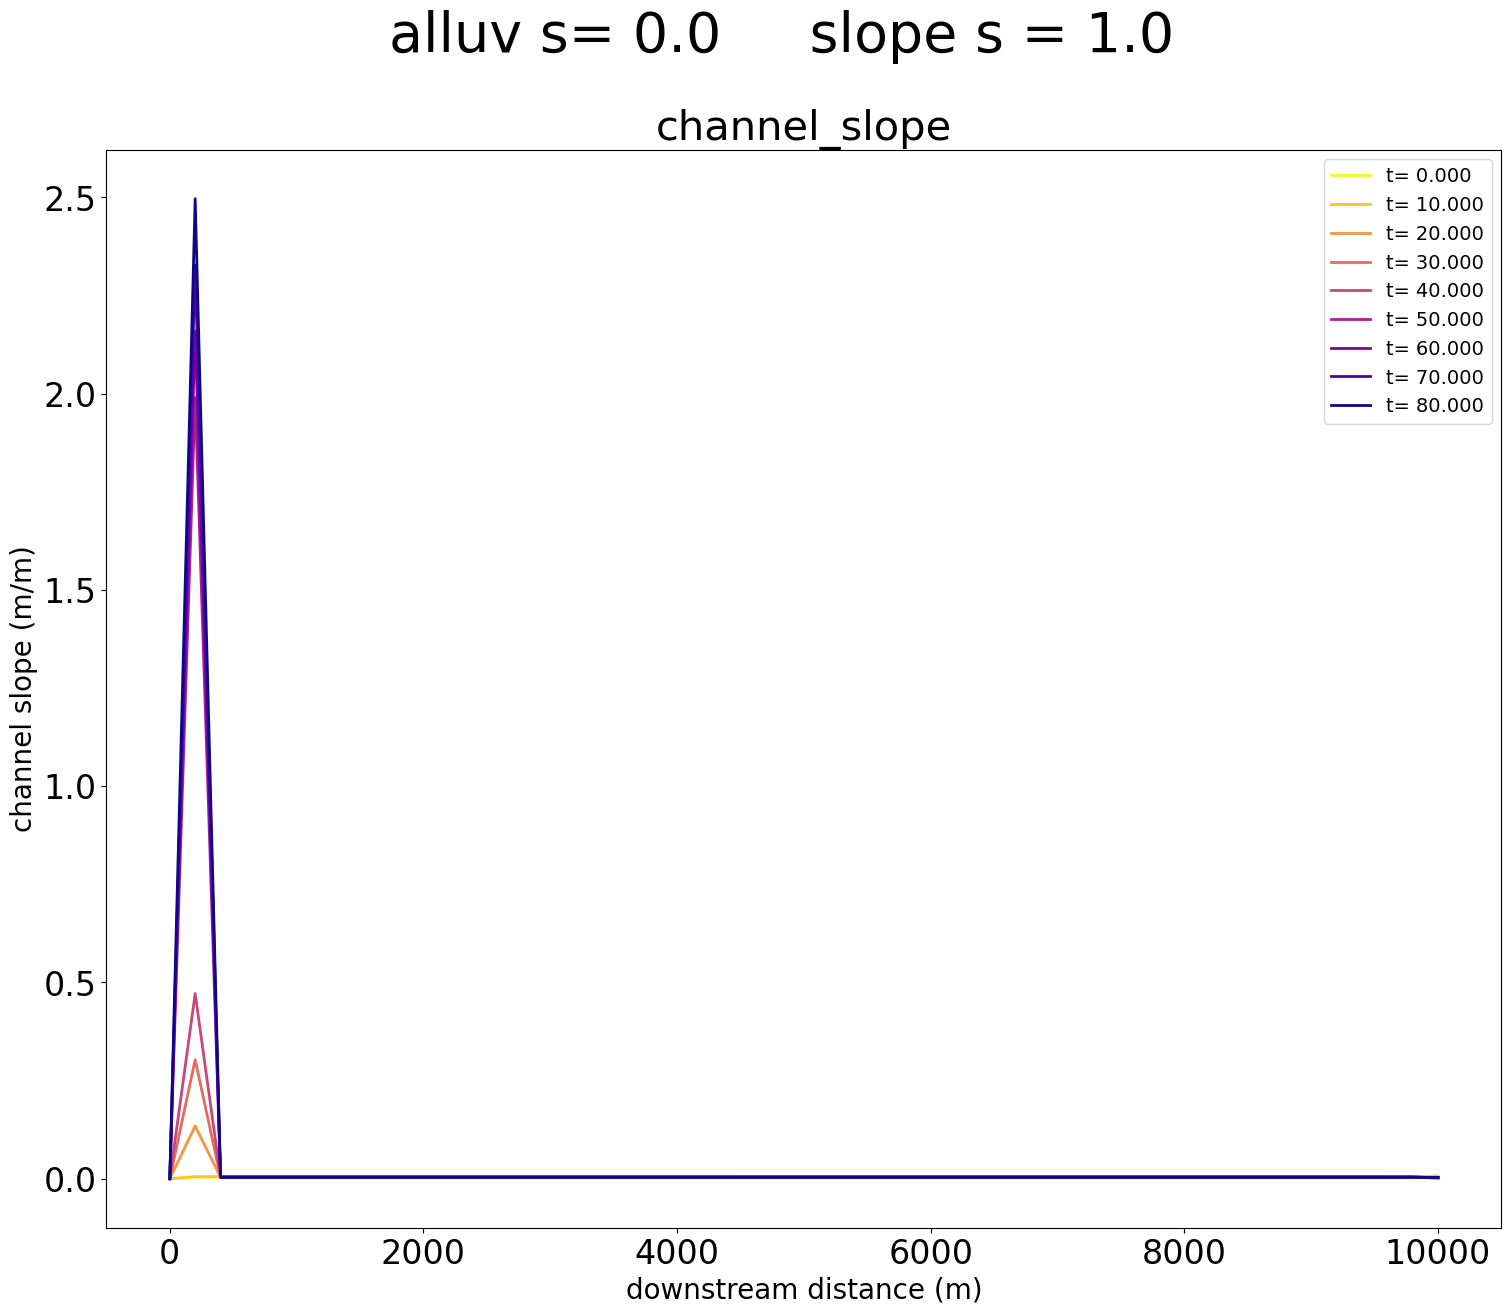 alluv s= 0.0 slope s = 1.0
channel_slope
t= 0.000
t= 10.000
t= 20.000
t= 30.000
t= 40.000
t= 50.000
t= 60.000
t= 70.000
t= 80.000
channel slope (m/m)
2.5
2.0
1.5
1.0
0.5
0.0
0 2000 4000 6000 8000 10000
downstream distance (m)